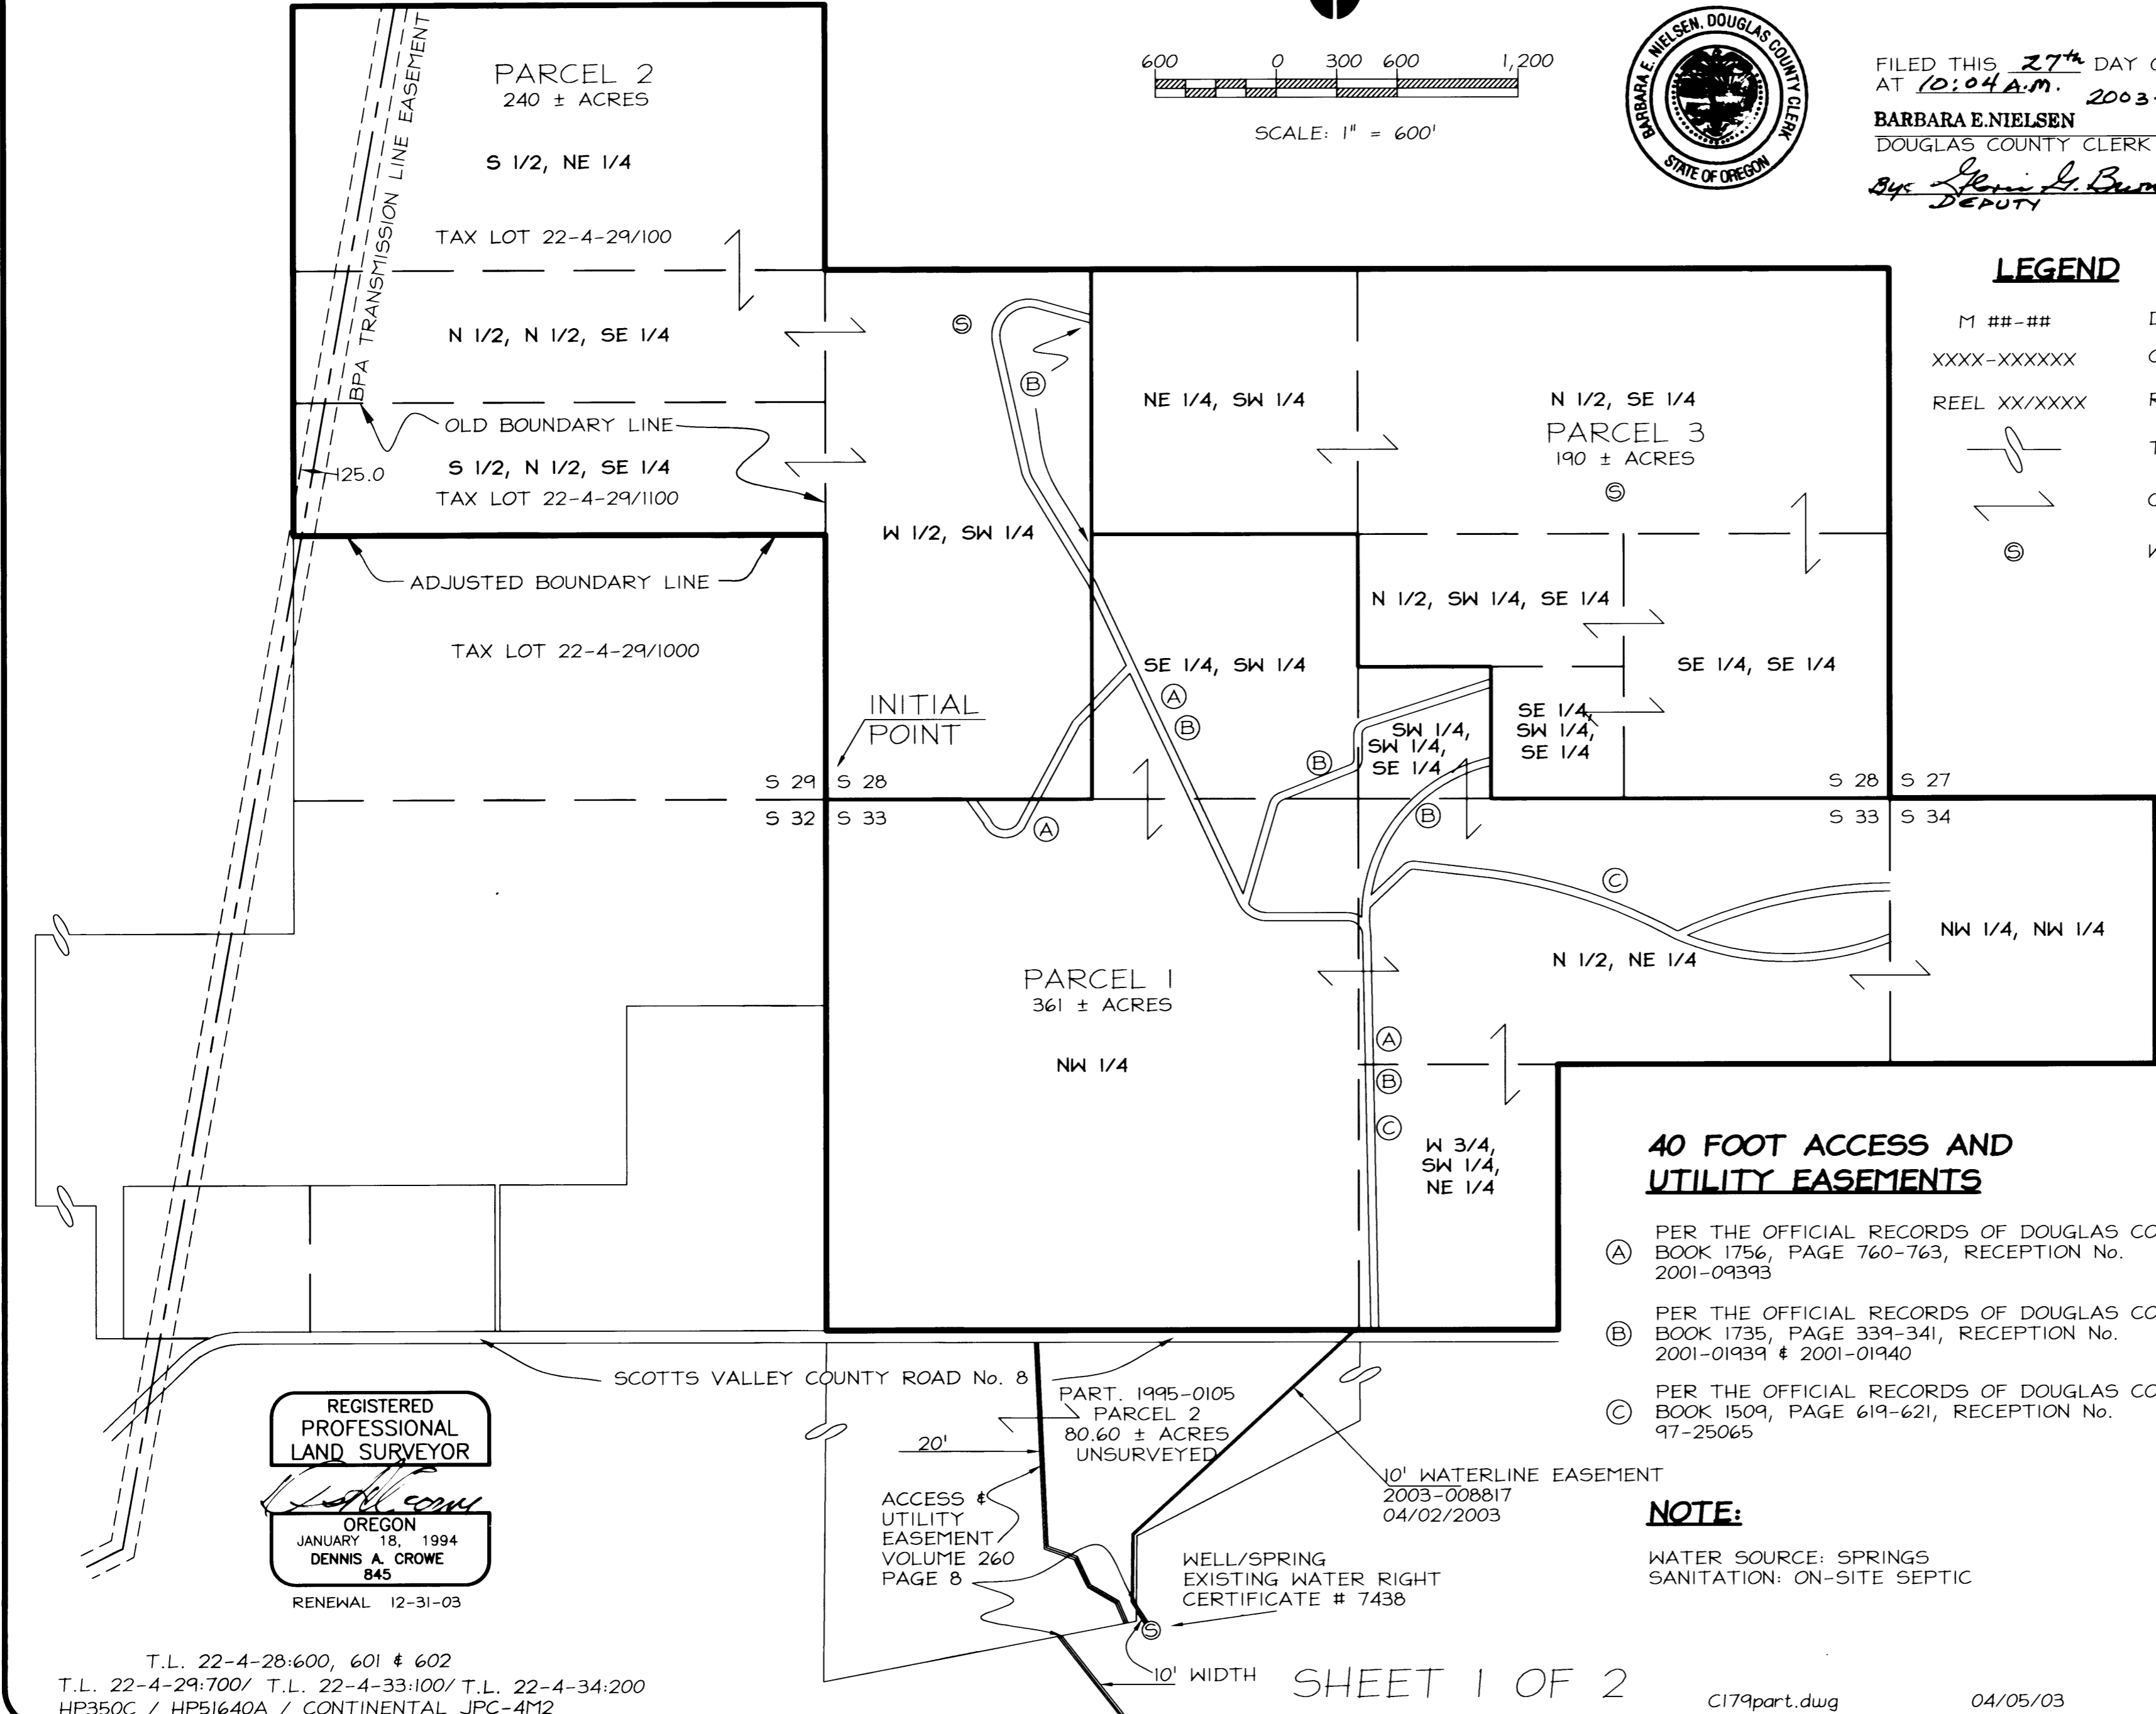 PARCEL 2
240 ± ACRES
S 1/2, NE 1/4
TAX LOT 22-4-29/100
BPA TRANSMISSION LINE EASEMENT
N 1/2, N 1/2, SE 1/4
OLD BOUNDARY LINE
S 1/2, N 1/2, SE 1/4
TAX LOT 22-4-29/1100
125.0
ADJUSTED BOUNDARY LINE
TAX LOT 22-4-29/1000
600 0 300 600 1,200
SCALE: 1" = 600'
BARBARA E. NIELSEN, DOUGLAS COUNTY CLERK
STATE OF OREGON
FILED THIS 27th DAY
AT 10:04 A.M.
2003-
BARBARA E.NIELSEN
DOUGLAS COUNTY CLERK
By:
DEPUTY
LEGEND
M ##-##
XXXX-XXXXXX
REEL XX/XXXX
S
S
B
W 1/2, SW 1/4
NE 1/4, SW 1/4
N 1/2, SE 1/4
PARCEL 3
190 ± ACRES
S
N 1/2, SW 1/4, SE 1/4
SE 1/4, SW 1/4
SE 1/4, SE 1/4
A
B
SW 1/4,
SW 1/4,
SE 1/4
SE 1/4,
SW 1/4,
SE 1/4
INITIAL
POINT
B
S 29 S 28
S 32 S 33
S 28 S 27
S 33 S 34
A
B
C
NW 1/4, NW 1/4
N 1/2, NE 1/4
PARCEL 1
361 ± ACRES
NW 1/4
A
B
C
W 3/4,
SW 1/4,
NE 1/4
40 FOOT ACCESS AND
UTILITY EASEMENTS
A PER THE OFFICIAL RECORDS OF DOUGLAS CO
BOOK 1756, PAGE 760-763, RECEPTION No.
2001-09393
B PER THE OFFICIAL RECORDS OF DOUGLAS CO
BOOK 1735, PAGE 339-341, RECEPTION No.
2001-01939 & 2001-01940
C PER THE OFFICIAL RECORDS OF DOUGLAS CO
BOOK 1509, PAGE 619-621, RECEPTION No.
97-25065
SCOTTS VALLEY COUNTY ROAD No. 8
PART. 1995-0105
PARCEL 2
80.60 ± ACRES
UNSURVEYED
20'
ACCESS &
UTILITY
EASEMENT
VOLUME 260
PAGE 8
10' WATERLINE EASEMENT
2003-008817
04/02/2003
WELL/SPRING
EXISTING WATER RIGHT
CERTIFICATE # 7438
S
10' WIDTH
NOTE:
WATER SOURCE: SPRINGS
SANITATION: ON-SITE SEPTIC
REGISTERED
PROFESSIONAL
LAND SURVEYOR
OREGON
JANUARY 18, 1994
DENNIS A. CROWE
845
RENEWAL 12-31-03
T.L. 22-4-28:600, 601 & 602
T.L. 22-4-29:700/ T.L. 22-4-33:100/ T.L. 22-4-34:200
HP350C / HP51640A / CONTINENTAL JPC-4M2
SHEET 1 OF 2
C179part.dwg
04/05/03